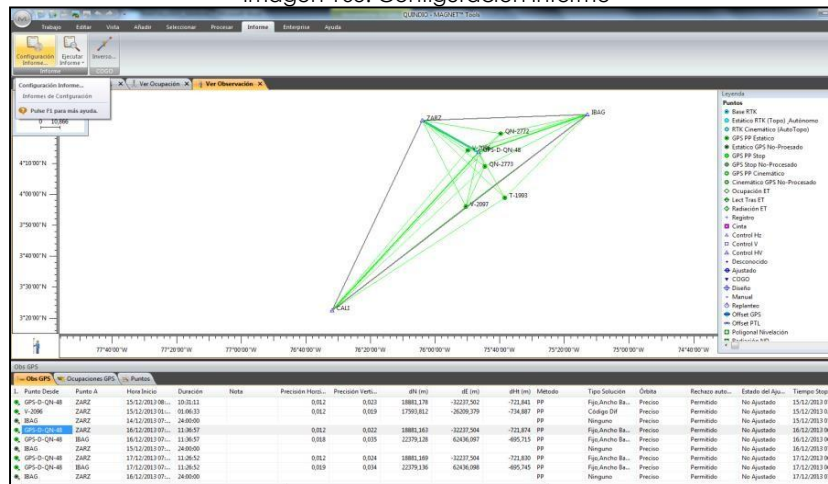 Imagen 163. Configuración Informe
QUINDIO - MAGNET™ Tools
Trabajo Editar Vista Añadir Seleccionar Procesar Informe Enterprise Ayuda
Configuración Informe... Ejecutar Informe Inverso...
Informe COGO
Ver Ocupación Ver Observación
Configuración Informe...
Informes de Configuración
Pulse F1 para más ayuda.
0 10,866
ZARZ
IBAG
QN-2772
GPS-D-QN-48
QN-2773
T-1993
V-2097
CALI
4°10'00"N
4°00'00"N
3°50'00"N
3°40'00"N
3°30'00"N
3°20'00"N
77°40'00"W 77°20'00"W 77°00'00"W 76°40'00"W 76°20'00"W 76°00'00"W 75°40'00"W 75°20'00"W 75°00'00"W 74°40'00"W
Leyenda
Puntos
Base RTK
Estático RTK (Topo) _Autónomo
RTK Cinemático (AutoTopo)
GPS PP Estático
Estático GPS No-Proesado
GPS PP Stop
GPS Stop No-Procesado
GPS PP Cinemático
Cinemático GPS No-Procesado
Ocupación ET
Lect Tras ET
Radiación ET
Registro
Cinta
Control Hz
Control V
Control HV
Desconocido
Ajustado
COGO
Diseño
Manual
Replanteo
Offset GPS
Offset PTL
Poligonal Nivelación
Obs GPS
Obs GPS Ocupaciones GPS Puntos
Punto Desde Punto A Hora Inicio Duración Nota Precisión Horzi... Precisión Verti... dN (m) dE (m) dHt (m) Método Tipo Solución Órbita Rechazo auto... Estado del Aju... Tiempo Stop
GPS-D-QN-48 ZARZ 15/12/2013 08:... 10:31:13 0,012 0,023 18881,178 -32237,502 -721,841 PP Fijo,Ancho Ba... Preciso Permitido No Ajustado 15/12/2013
V-2096 ZARZ 15/12/2013 01:... 01:06:33 0,012 0,019 17593,812 -26209,379 -734,887 PP Código Dif Preciso Permitido No Ajustado 15/12/2013
IBAG ZARZ 14/12/2013 07:... 24:00:00 PP Ninguno Preciso Permitido No Ajustado 15/12/2013
GPS-D-QN-48 ZARZ 16/12/2013 07:... 11:36:57 0,012 0,022 18881,163 -32237,504 -721,874 PP Fijo,Ancho Ba... Preciso Permitido No Ajustado 16/12/2013
GPS-D-QN-48 IBAG 16/12/2013 07:... 11:36:57 0,018 0,035 22379,128 62436,097 -695,715 PP Fijo,Ancho Ba... Preciso Permitido No Ajustado 16/12/2013
IBAG ZARZ 15/12/2013 07:... 24:00:00 PP Ninguno Preciso Permitido No Ajustado 16/12/2013
GPS-D-QN-48 ZARZ 17/12/2013 07:... 11:26:52 0,012 0,024 18881,169 -32237,504 -721,830 PP Fijo,Ancho Ba... Preciso Permitido No Ajustado 17/12/2013
GPS-D-QN-48 IBAG 17/12/2013 07:... 11:26:52 0,019 0,034 22379,136 62436,098 -695,745 PP Fijo,Ancho Ba... Preciso Permitido No Ajustado 17/12/2013
IBAG ZARZ 16/12/2013 07:... 24:00:00 PP Ninguno Preciso Permitido No Ajustado 17/12/2013